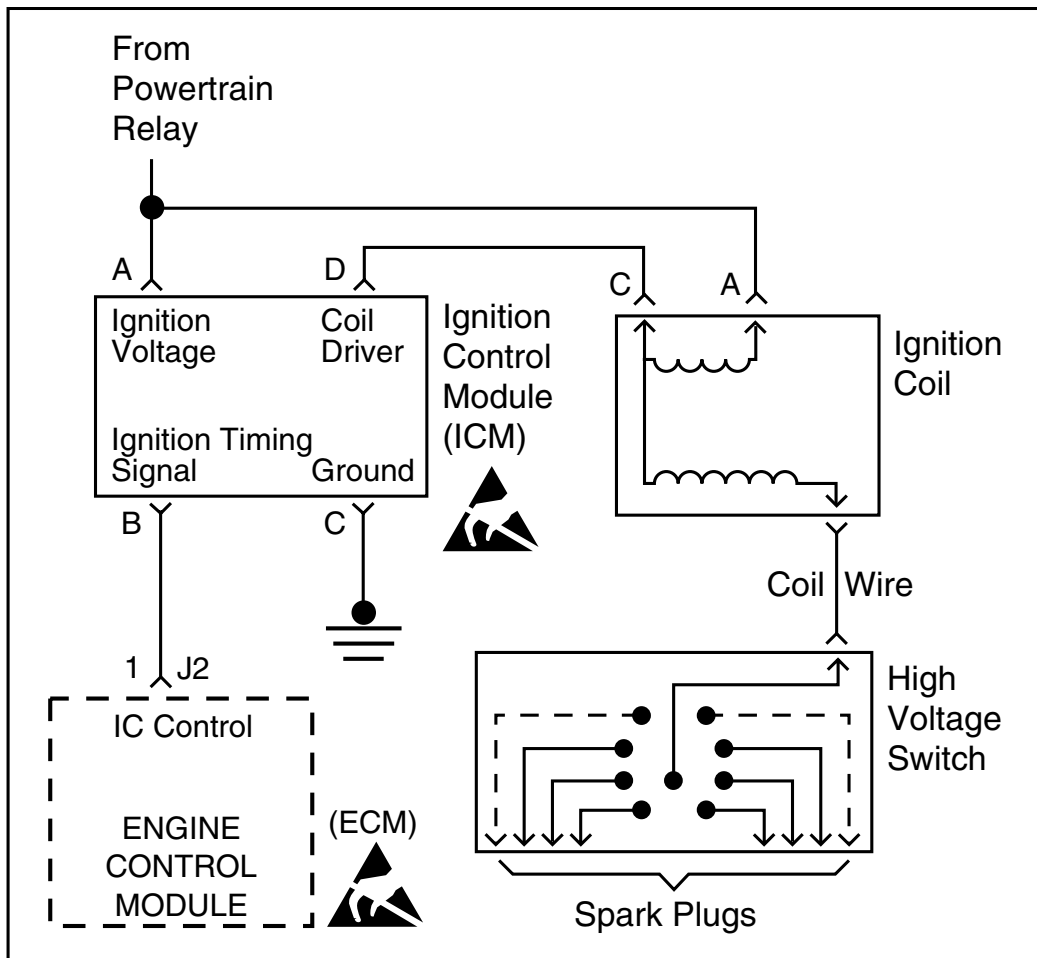 From
Powertrain
Relay
A
D
C
A
Ignition
Voltage
Coil
Driver
Ignition Timing
Signal
Ground
Ignition
Control
Module
(ICM)
Ignition
Coil
B
C
Coil Wire
1 J2
IC Control
ENGINE
CONTROL
MODULE
(ECM)
High
Voltage
Switch
Spark Plugs